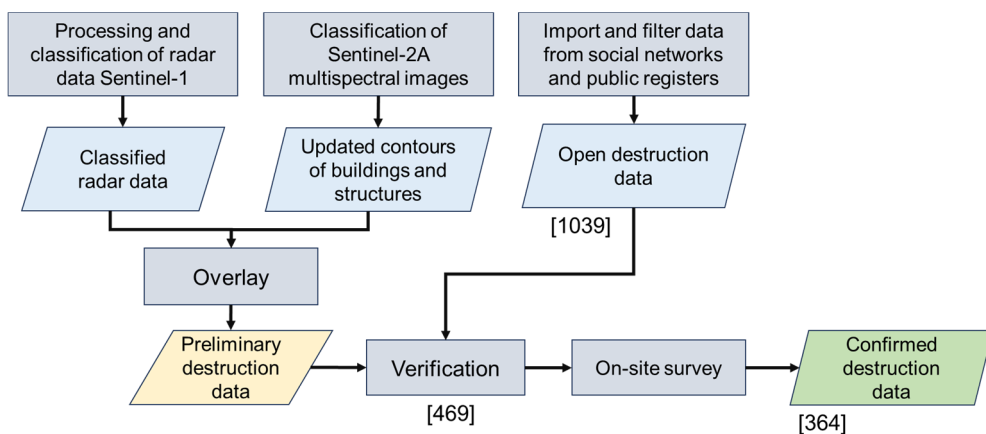 Processing and
classification of radar
data Sentinel-1
Classification of
Sentinel-2A
multispectral images
Import and filter data
from social networks
and public registers
Classified
radar data
Updated contours
of buildings and
structures
Open destruction
data
[1039]
Overlay
Preliminary
destruction
data
Verification
[469]
On-site survey
Confirmed
destruction
data
[364]